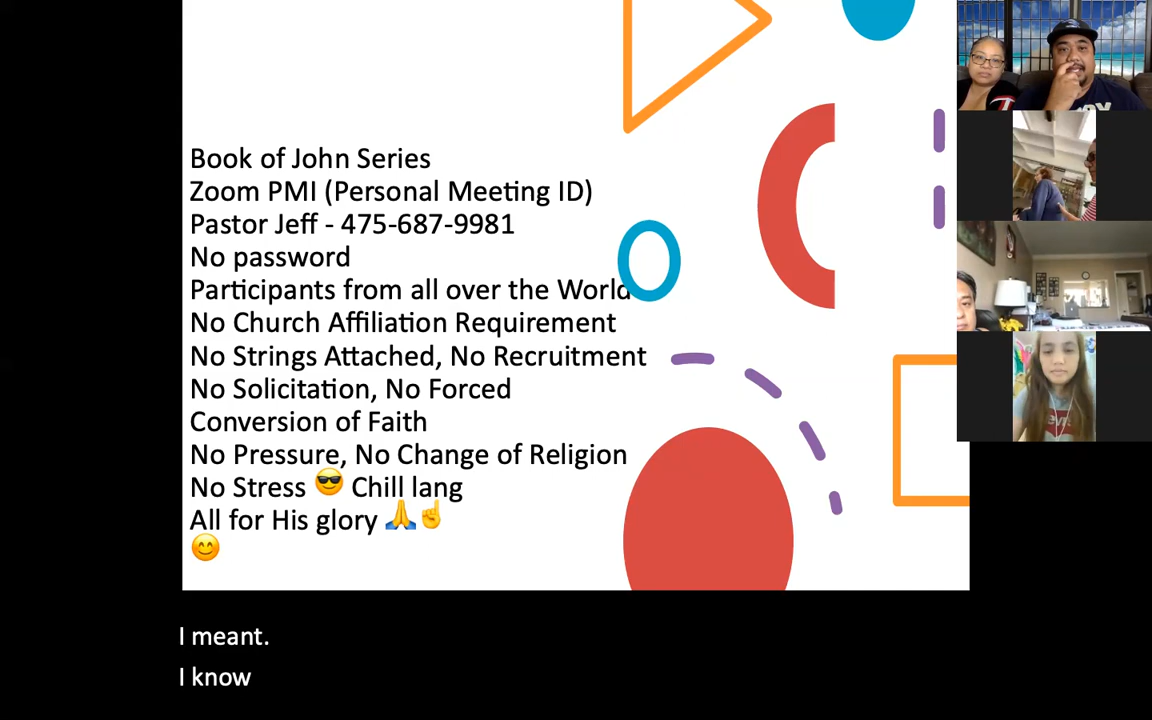 Book of John Series
Zoom PMI (Personal Meeting ID)
Pastor Jeff - 475-687-9981
No password
Participants from all over the World
No Church Affiliation Requirement
No Strings Attached, No Recruitment
No Solicitation, No Forced
Conversion of Faith
No Pressure, No Change of Religion
No Stress 😎 Chill lang
All for His glory 🙏☝️
😊
I meant.
I know